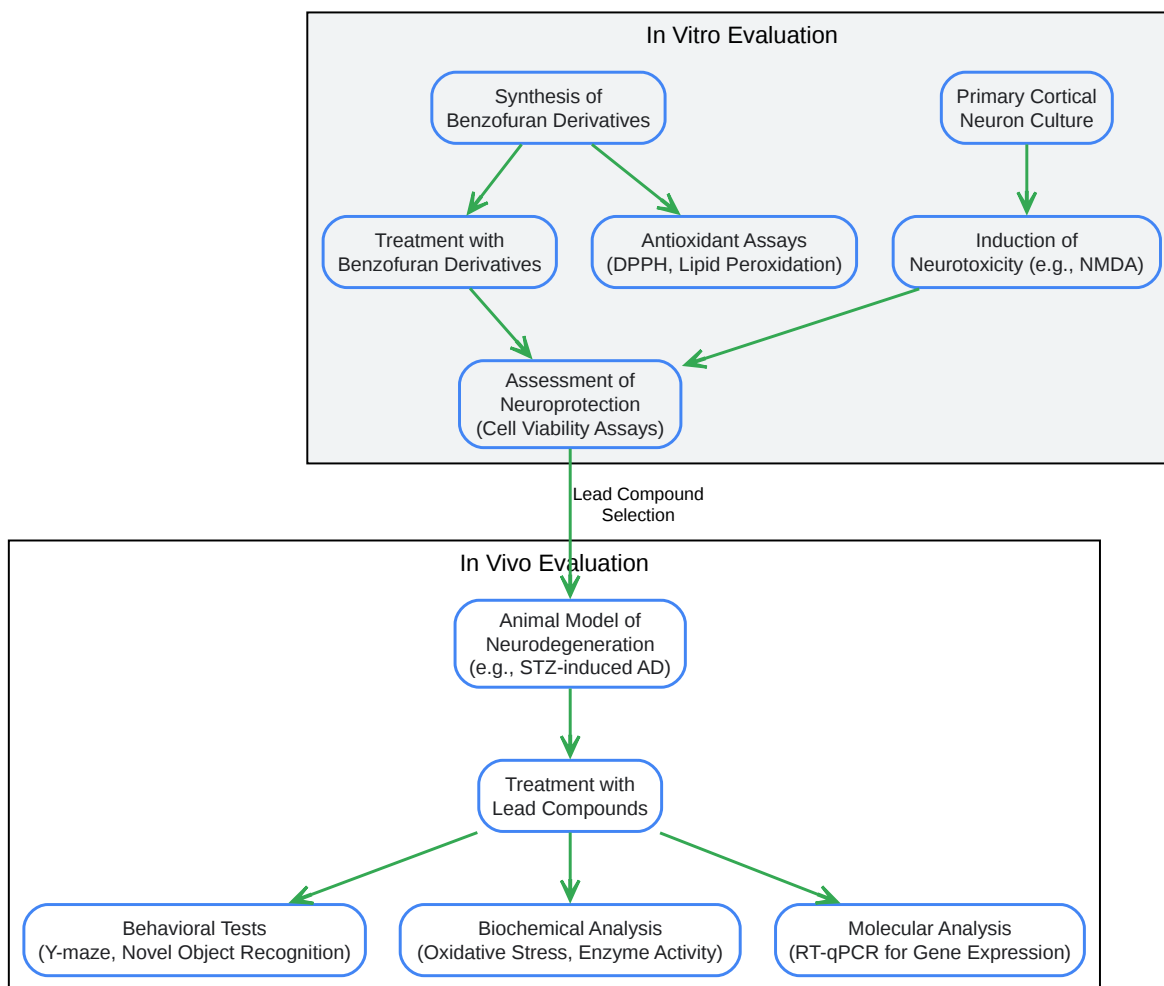 In Vitro Evaluation
Synthesis of
Benzofuran Derivatives
Primary Cortical
Neuron Culture
Treatment with
Benzofuran Derivatives
Antioxidant Assays
(DPPH, Lipid Peroxidation)
Induction of
Neurotoxicity (e.g., NMDA)
Assessment of
Neuroprotection
(Cell Viability Assays)
Lead Compound
Selection
In Vivo Evaluation
Animal Model of
Neurodegeneration
(e.g., STZ-induced AD)
Treatment with
Lead Compounds
Behavioral Tests
(Y-maze, Novel Object Recognition)
Biochemical Analysis
(Oxidative Stress, Enzyme Activity)
Molecular Analysis
(RT-qPCR for Gene Expression)